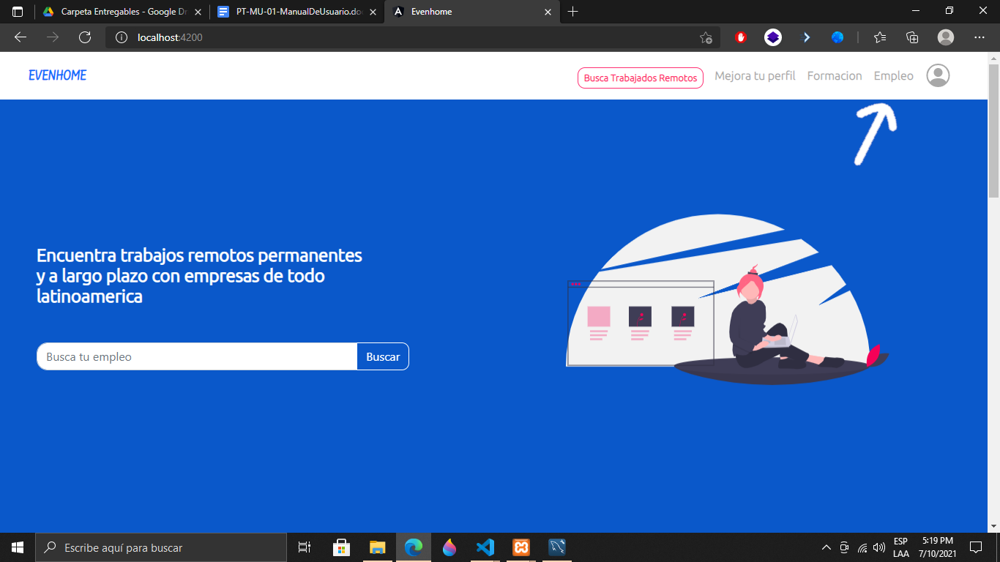 Carpeta Entregables - Google Dr
PT-MU-01-ManualDeUsuario.doc
Evenhome
localhost:4200
EVENHOME
Busca Trabajados Remotos
Mejora tu perfil
Formacion
Empleo
Encuentra trabajos remotos permanentes
y a largo plazo con empresas de todo
latinoamerica
Busca tu empleo
Buscar
Escribe aquí para buscar
ESP
LAA
5:19 PM
7/10/2021